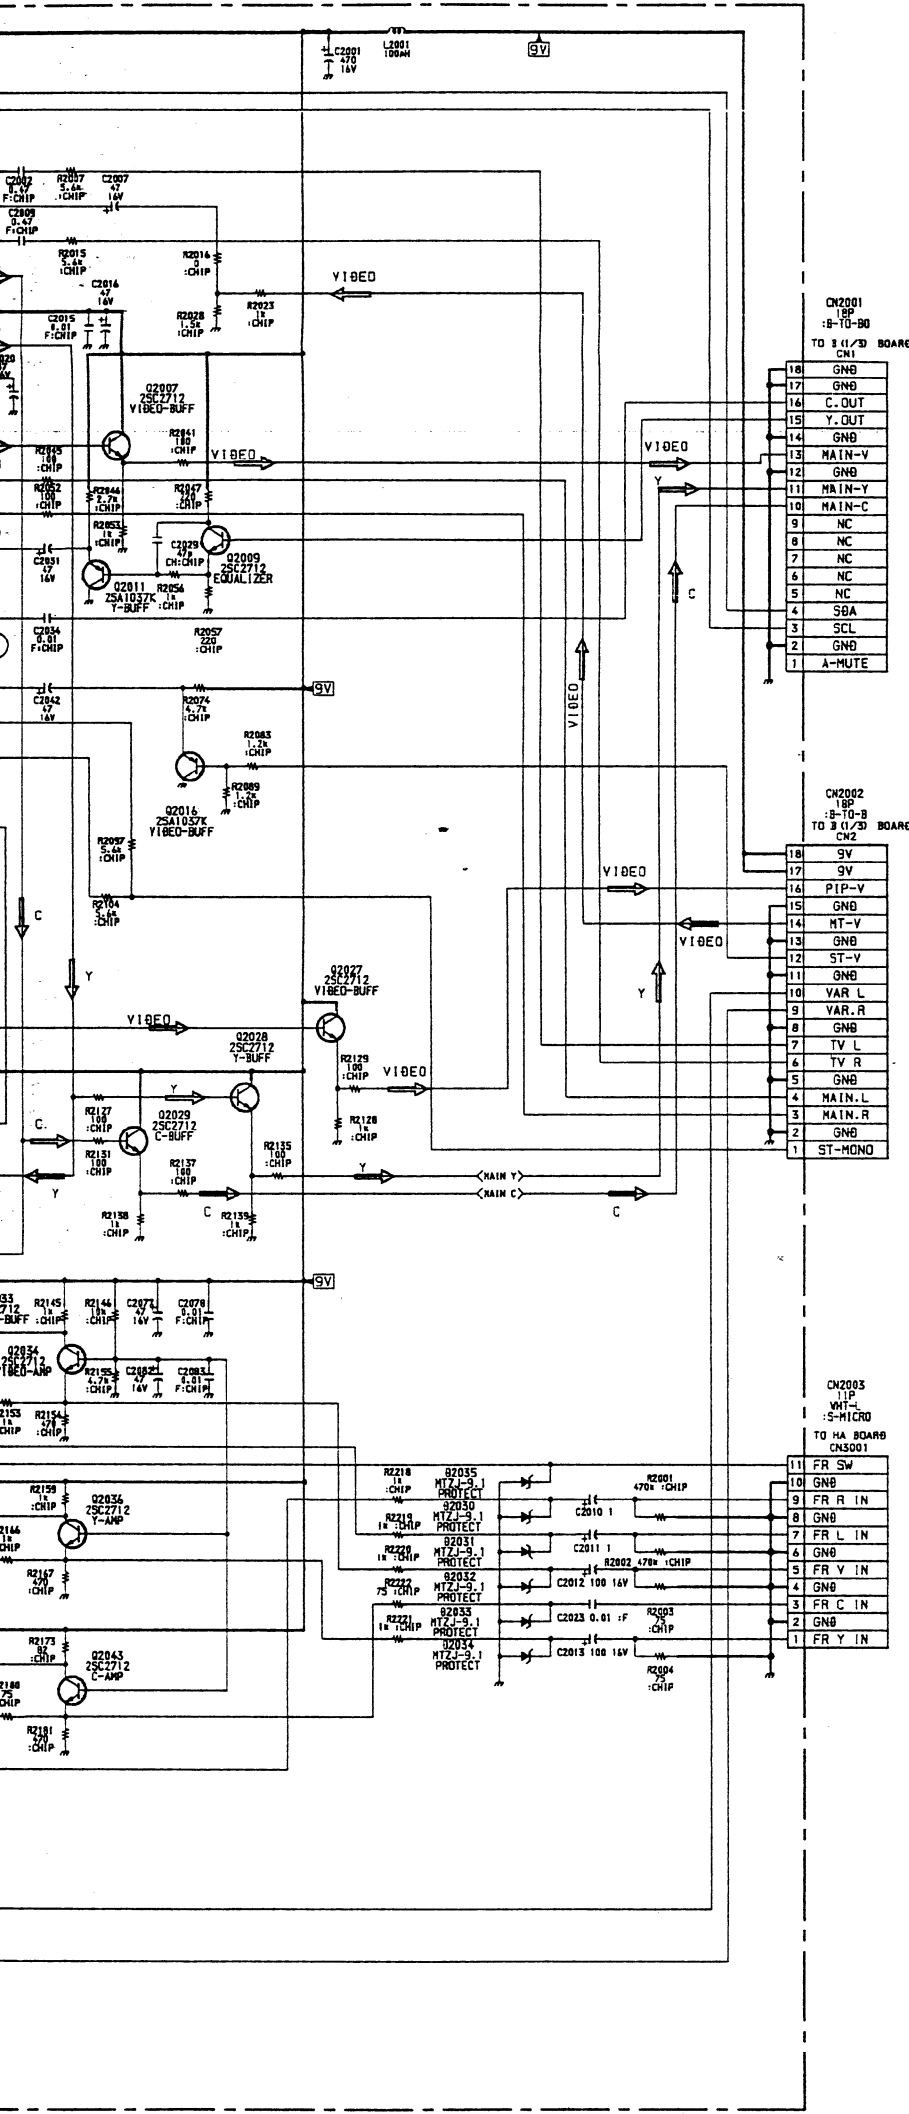 C2001
470
16V
L2001
100μH
9V
C2002
0.47
F:CHIP
R2007
5.6k
:CHIP
C2007
47
16V
C2009
0.47
F:CHIP
R2015
5.6k
:CHIP
R2016
0
:CHIP
VIDEO
C2016
47
16V
C2015
0.01
F:CHIP
R2028
1.5k
:CHIP
R2023
1k
:CHIP
CN2001
18P
:B-TO-BD
TO B (1/3) BOARD
CN1
18 GND
17 GND
16 C.OUT
15 Y.OUT
14 GND
13 MAIN-V
12 GND
11 MAIN-Y
10 MAIN-C
9 NC
8 NC
7 NC
6 NC
5 NC
4 SDA
3 SCL
2 GND
1 A-MUTE
Q2007
2SC2712
VIDEO-BUFF
R2041
180
:CHIP
VIDEO
VIDEO
R2045
100
:CHIP
R2052
100
:CHIP
R2046
2.7k
:CHIP
R2047
220
:CHIP
Y
R2053
1k
:CHIP
C2029
47p
CH:CHIP
Q2009
2SC2712
EQUALIZER
C2031
47
16V
Q2011
2SA1037K
Y-BUFF
R2056
1k
:CHIP
C
C2034
0.01
F:CHIP
R2057
220
:CHIP
9V
C2042
47
16V
R2074
4.7k
:CHIP
VIDEO
R2083
1.2k
:CHIP
R2089
1.2k
:CHIP
Q2016
2SA1037K
VIDEO-BUFF
CN2002
18P
:B-TO-B
TO B (1/3) BOARD
CN2
18 9V
17 9V
16 PIP-V
15 GND
14 MT-V
13 GND
12 ST-V
11 GND
10 VAR L
9 VAR.R
8 GND
7 TV L
6 TV R
5 GND
4 MAIN.L
3 MAIN.R
2 GND
1 ST-MONO
R2097
5.6k
:CHIP
R2104
5.6k
:CHIP
C
VIDEO
VIDEO
Y
Y
Q2027
2SC2712
VIDEO-BUFF
VIDEO
Q2028
2SC2712
Y-BUFF
R2129
100
:CHIP
VIDEO
Y
R2127
100
:CHIP
Q2029
2SC2712
C-BUFF
R2128
1k
:CHIP
C
R2131
100
:CHIP
R2137
100
:CHIP
R2135
100
:CHIP
Y
Y
MAIN Y
MAIN C
C
C
R2138
1k
:CHIP
R2139
1k
:CHIP
9V
R2145
1k
:CHIP
R2146
10k
:CHIP
C2077
47
16V
C2078
0.01
F:CHIP
-BUFF
Q2034
2SC2712
VIDEO-AMP
R2155
4.7k
:CHIP
C2082
47
16V
C2083
0.01
F:CHIP
R2153
1k
CHIP
R2154
470
:CHIP
CN2003
11P
WHT-L
:S-MICRO
TO HA BOARD
CN3001
11 FR SW
10 GND
9 FR R IN
8 GND
7 FR L IN
6 GND
5 FR V IN
4 GND
3 FR C IN
2 GND
1 FR Y IN
R2159
1k
:CHIP
Q2036
2SC2712
Y-AMP
R2166
1k
CHIP
R2167
470
:CHIP
R2218
1k
:CHIP
D2035
MTZJ-9.1
PROTECT
R2001
470k :CHIP
R2219
1k :CHIP
D2030
MTZJ-9.1
PROTECT
C2010 1
R2220
1k :CHIP
D2031
MTZJ-9.1
PROTECT
C2011 1
R2002 470k :CHIP
R2222
75 :CHIP
D2032
MTZJ-9.1
PROTECT
C2012 100 16V
R2221
1k :CHIP
D2033
MTZJ-9.1
PROTECT
C2023 0.01 :F
R2003
75
:CHIP
D2034
MTZJ-9.1
PROTECT
C2013 100 16V
R2004
75
:CHIP
R2173
82
:CHIP
Q2043
2SC2712
C-AMP
R2180
75
CHIP
R2181
470
:CHIP